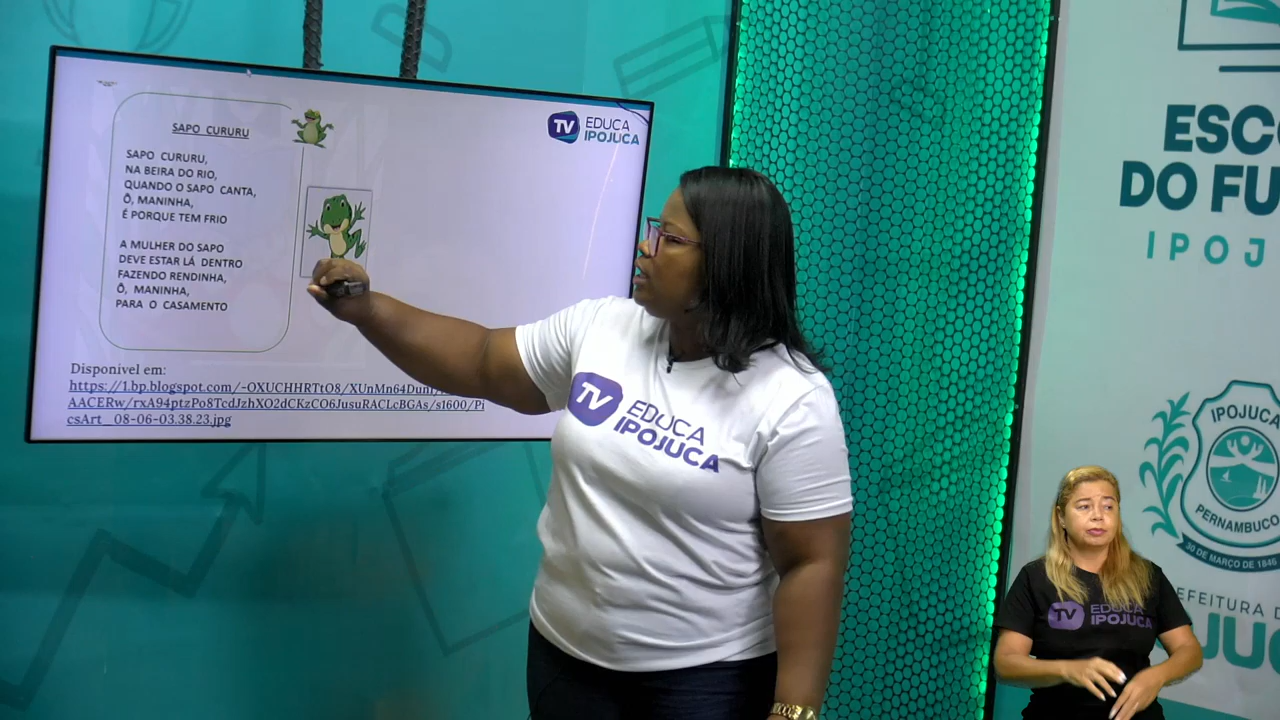 SAPO CURURU
SAPO CURURU,
NA BEIRA DO RIO,
QUANDO O SAPO CANTA,
Ô, MANINHA,
É PORQUE TEM FRIO
A MULHER DO SAPO
DEVE ESTAR LÁ DENTRO
FAZENDO RENDINHA,
Ô, MANINHA,
PARA O CASAMENTO
Disponivel em:
https://1.bp.blogspot.com/-OXUCHHRTtO8/XUnMn64DunI/
AACERw/rxA94ptzPo8TcdJzhXO2dCKzCO6JusuRACLcBGAs/s1600/Pi
csArt_08-06-03.38.23.jpg
TV EDUCA
IPOJUCA
TV EDUCA
IPOJUCA
ESCO
DO FU
IPOJ
IPOJUCA
PERNAMBUCO
30 DE MARÇO DE 1846
EFEITURA D
JUC
TV EDUCA
IPOJUCA